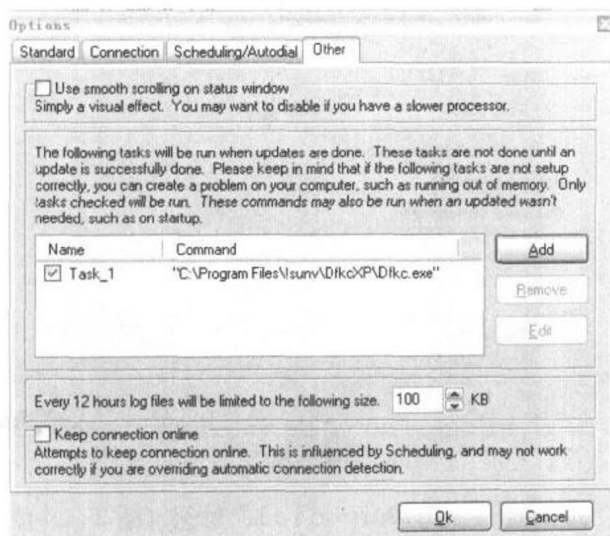 Options
Standard Connection Scheduling/Autodial Other
Use smooth scrolling on status window
Simply a visual effect. You may want to disable if you have a slower processor.
The following tasks will be run when updates are done. These tasks are not done until an
update is successfully done. Please keep in mind that if the following tasks are not setup
correctly, you can create a problem on your computer, such as running out of memory. Only
tasks checked will be run. These commands may also be run when an updated wasn't
needed, such as on startup.
Name Command
Task_1 "C:\Program Files\Isunv\DfkcXP\Dfkc.exe"
Add
Remove
Edit
Every 12 hours log files will be limited to the following size. 100 KB
Keep connection online
Attempts to keep connection online. This is influenced by Scheduling, and may not work
correctly if you are overriding automatic connection detection.
Ok Cancel